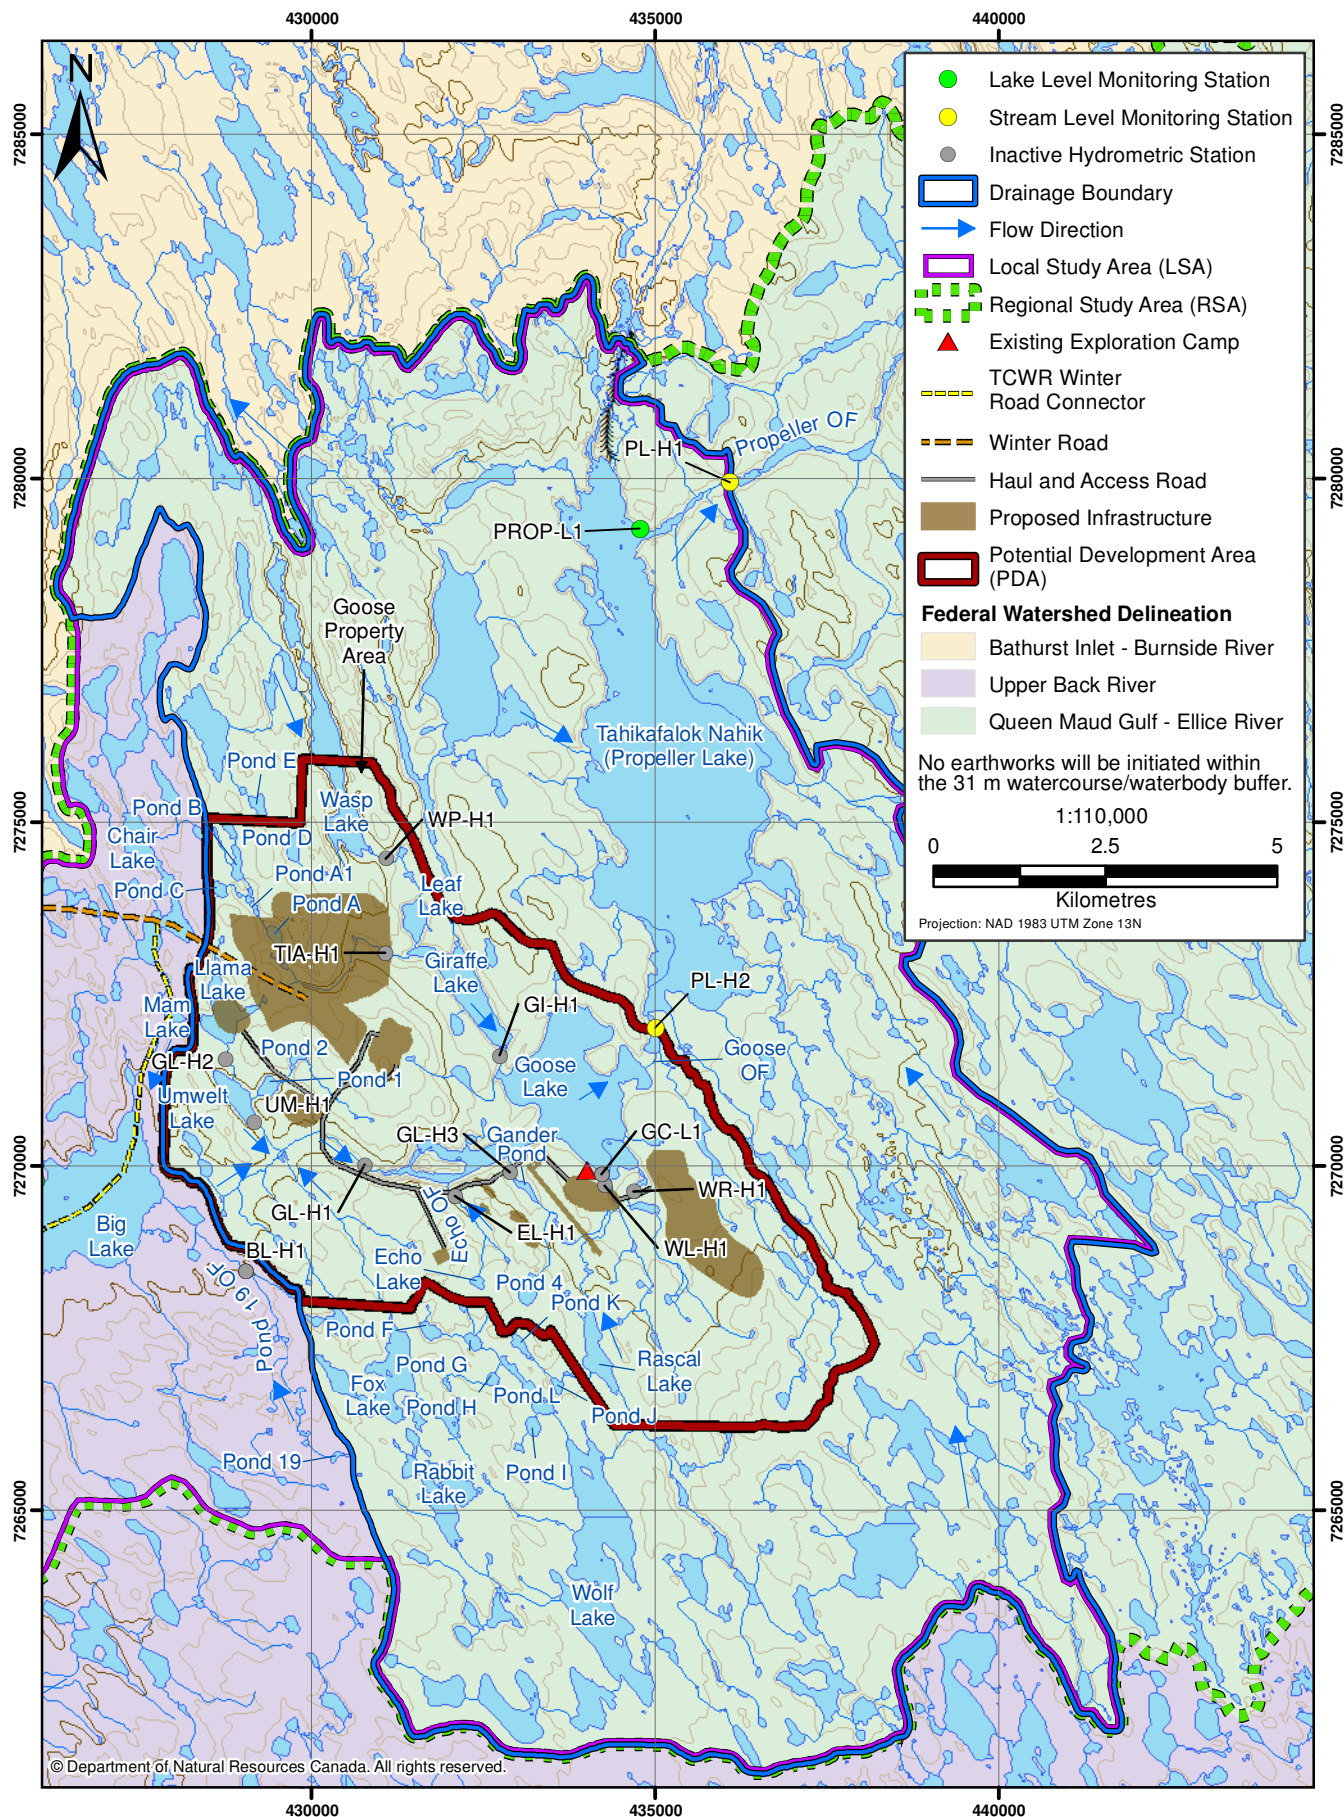 430000
435000
440000
N
7285000
7285000
Lake Level Monitoring Station
Stream Level Monitoring Station
Inactive Hydrometric Station
Drainage Boundary
Flow Direction
Local Study Area (LSA)
Regional Study Area (RSA)
Existing Exploration Camp
TCWR Winter
Road Connector
Winter Road
Haul and Access Road
Proposed Infrastructure
Potential Development Area
(PDA)
Federal Watershed Delineation
Bathurst Inlet - Burnside River
Upper Back River
Queen Maud Gulf - Ellice River
No earthworks will be initiated within
the 31 m watercourse/waterbody buffer.
1:110,000
0
2.5
5
Kilometres
Projection: NAD 1983 UTM Zone 13N
Propeller OF
PL-H1
7280000
7280000
PROP-L1
Goose
Property
Area
Tahikafalok Nahik
(Propeller Lake)
Pond E
Pond B
Wasp
Lake
WP-H1
7275000
7275000
Pond D
Chair
Lake
Pond C
Pond A1
Pond A
Leaf
Lake
TIA-H1
Giraffe
Lake
Llama
Lake
Mam
Lake
PL-H2
GI-H1
GL-H2
Pond 2
Goose
Lake
Goose
OF
Pond 1
Umwelt
Lake
UM-H1
GL-H3
Gander
Pond
GC-L1
7270000
7270000
WR-H1
GL-H1
Echo OF
EL-H1
WL-H1
Big
Lake
BL-H1
Echo
Lake
Pond 4
Pond K
Pond 19 OF
Pond F
Pond G
Rascal
Lake
Fox
Lake
Pond H
Pond L
Pond J
Pond 19
Rabbit
Lake
Pond I
7265000
7265000
Wolf
Lake
© Department of Natural Resources Canada. All rights reserved.
430000
435000
440000